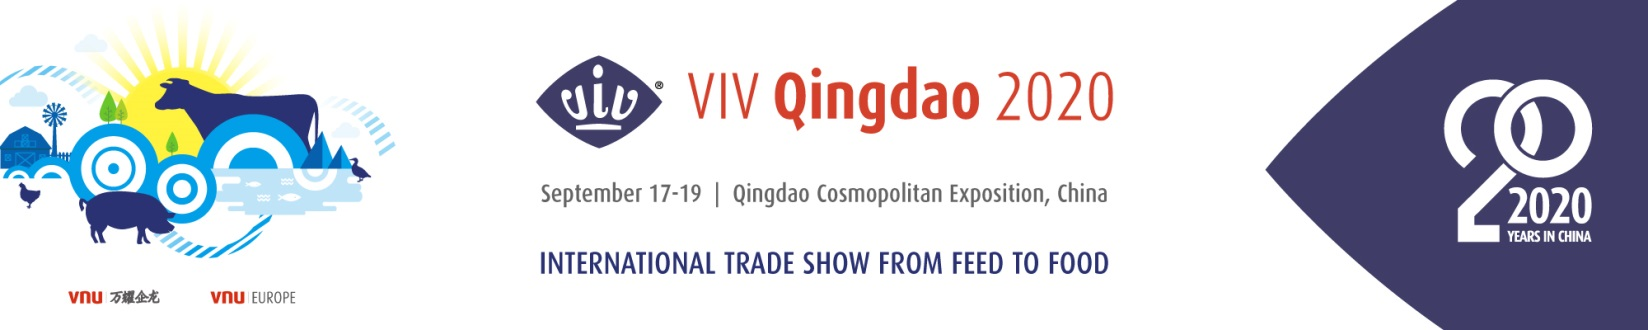 viv®
VIV Qingdao 2020
September 17-19 | Qingdao Cosmopolitan Exposition, China
INTERNATIONAL TRADE SHOW FROM FEED TO FOOD
vnu | 万耀企龙
vnu | EUROPE
20
2020
YEARS IN CHINA